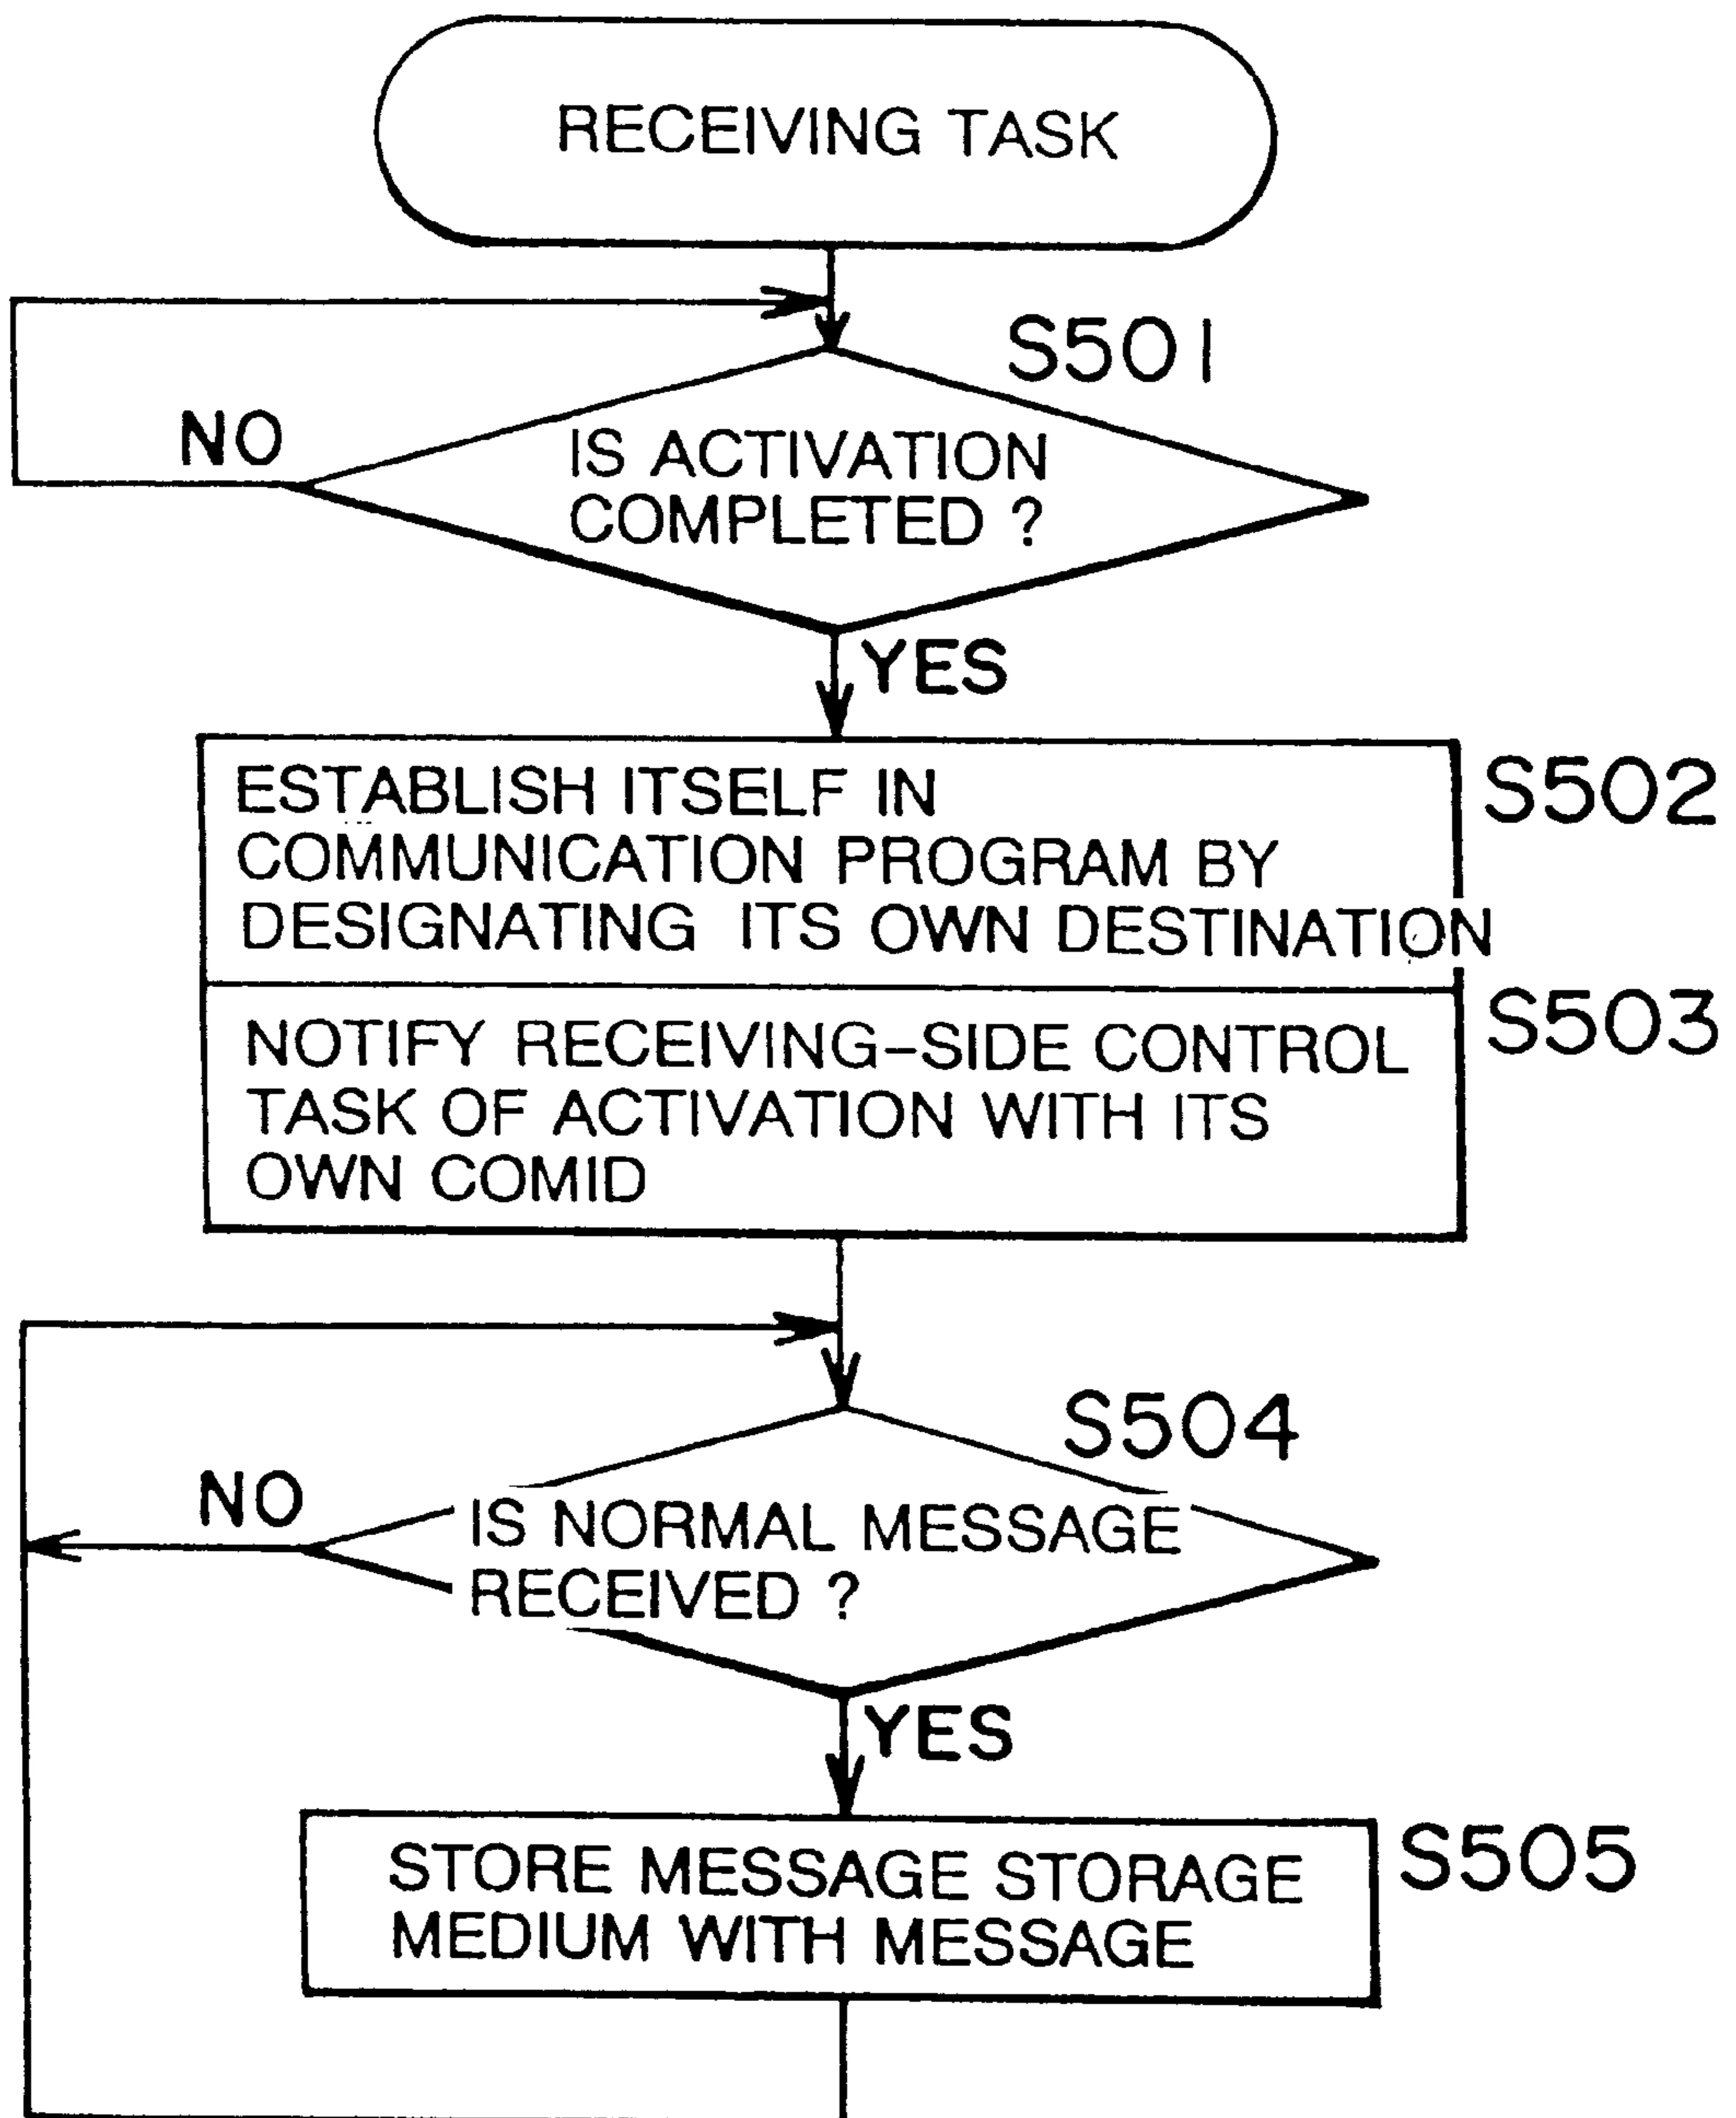 RECEIVING TASK
S501
NO
IS ACTIVATION
COMPLETED ?
YES
ESTABLISH ITSELF IN
COMMUNICATION PROGRAM BY
DESIGNATING ITS OWN DESTINATION
S502
NOTIFY RECEIVING-SIDE CONTROL
TASK OF ACTIVATION WITH ITS
OWN COMID
S503
S504
NO
IS NORMAL MESSAGE
RECEIVED ?
YES
STORE MESSAGE STORAGE
MEDIUM WITH MESSAGE
S505